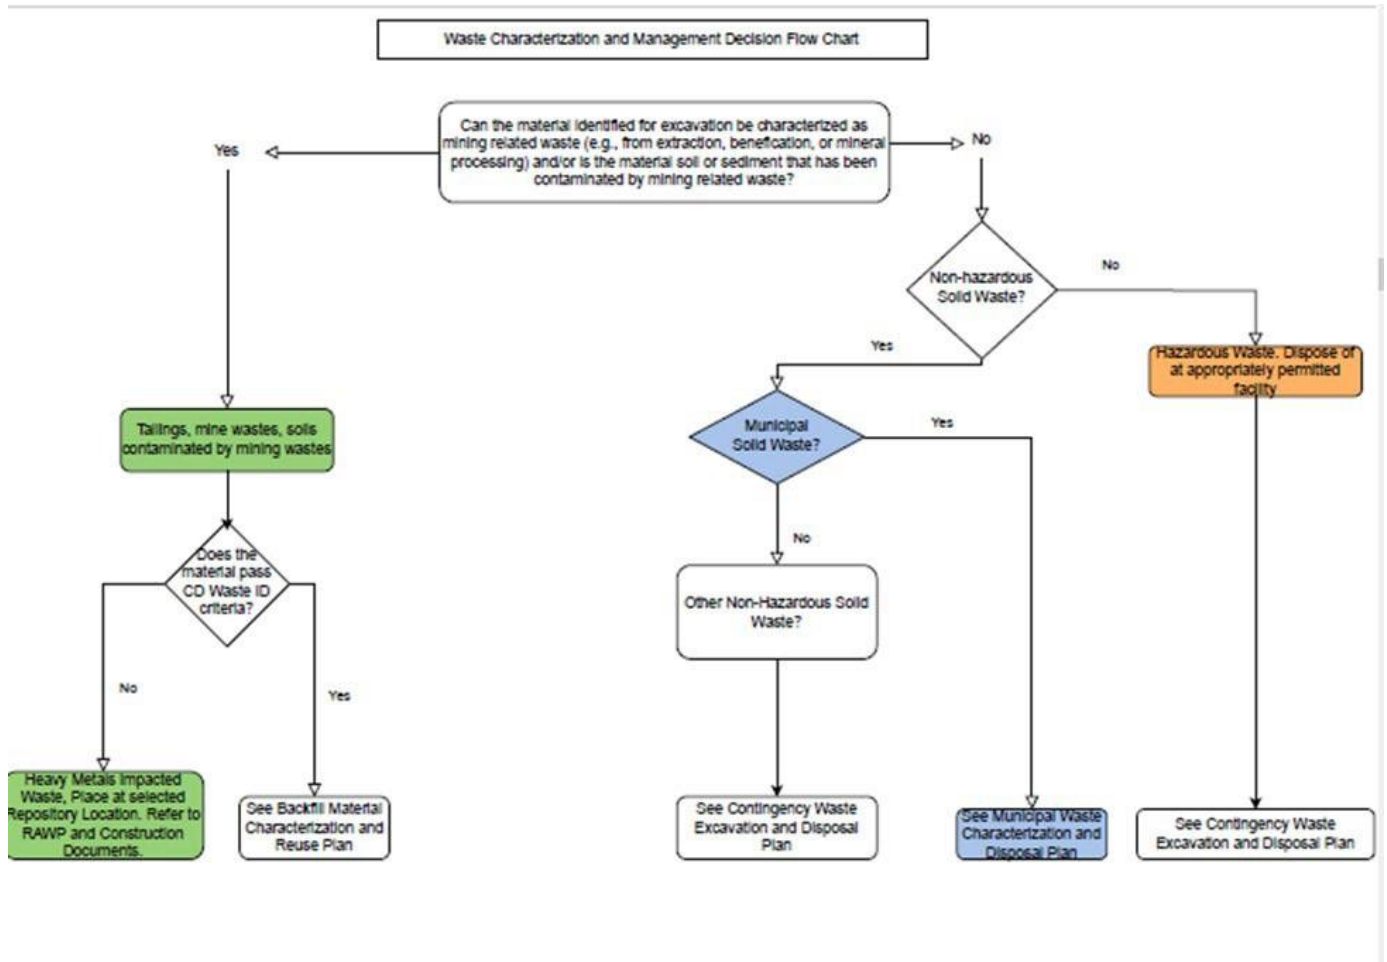 Waste Characterization and Management Decision Flow Chart
Can the material identified for excavation be characterized as
mining related waste (e.g., from extraction, benefication, or mineral
processing) and/or is the material soil or sediment that has been
contaminated by mining related waste?
Yes
No
Non-hazardous
Solid Waste?
No
Yes
Hazardous Waste. Dispose of
at appropriately permitted
facility
Tailings, mine wastes, soils
contaminated by mining wastes
Municipal
Solid Waste?
Yes
No
Does the
material pass
CD Waste ID
criteria?
Other Non-Hazardous Solid
Waste?
No
Yes
Heavy Metals Impacted
Waste, Place at selected
Repository Location. Refer to
RAWP and Construction
Documents.
See Backfill Material
Characterization and
Reuse Plan
See Contingency Waste
Excavation and Disposal
Plan
See Municipal Waste
Characterization and
Disposal Plan
See Contingency Waste
Excavation and Disposal Plan